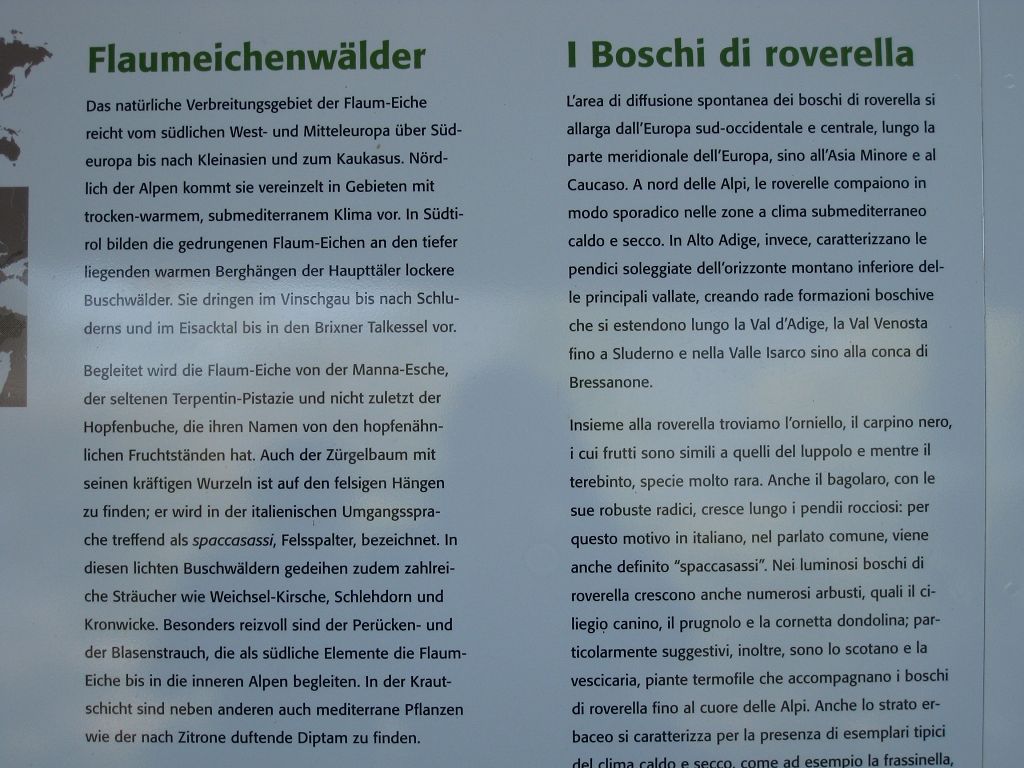 Flaumeichenwälder
Das natürliche Verbreitungsgebiet der Flaum-Eiche
reicht vom südlichen West- und Mitteleuropa über Süd-
europa bis nach Kleinasien und zum Kaukasus. Nörd-
lich der Alpen kommt sie vereinzelt in Gebieten mit
trocken-warmem, submediterranem Klima vor. In Südti-
rol bilden die gedrungenen Flaum-Eichen an den tiefer
liegenden warmen Berghängen der Haupttäler lockere
Buschwälder. Sie dringen im Vinschgau bis nach Schlu-
derns und im Eisacktal bis in den Brixner Talkessel vor.
Begleitet wird die Flaum-Eiche von der Manna-Esche,
der seltenen Terpentin-Pistazie und nicht zuletzt der
Hopfenbuche, die ihren Namen von den hopfenähn-
lichen Fruchtständen hat. Auch der Zürgelbaum mit
seinen kräftigen Wurzeln ist auf den felsigen Hängen
zu finden; er wird in der italienischen Umgangsspra-
che treffend als spaccasassi, Felsspalter, bezeichnet. In
diesen lichten Buschwäldern gedeihen zudem zahlrei-
che Sträucher wie Weichsel-Kirsche, Schlehdorn und
Kronwicke. Besonders reizvoll sind der Perücken- und
der Blasenstrauch, die als südliche Elemente die Flaum-
Eiche bis in die inneren Alpen begleiten. In der Kraut-
schicht sind neben anderen auch mediterrane Pflanzen
wie der nach Zitrone duftende Diptam zu finden.
I Boschi di roverella
L'area di diffusione spontanea dei boschi di roverella si
allarga dall'Europa sud-occidentale e centrale, lungo la
parte meridionale dell'Europa, sino all'Asia Minore e al
Caucaso. A nord delle Alpi, le roverelle compaiono in
modo sporadico nelle zone a clima submediterraneo
caldo e secco. In Alto Adige, invece, caratterizzano le
pendici soleggiate dell'orizzonte montano inferiore del-
le principali vallate, creando rade formazioni boschive
che si estendono lungo la Val d'Adige, la Val Venosta
fino a Sluderno e nella Valle Isarco sino alla conca di
Bressanone.
Insieme alla roverella troviamo l'orniello, il carpino nero,
i cui frutti sono simili a quelli del luppolo e mentre il
terebinto, specie molto rara. Anche il bagolaro, con le
sue robuste radici, cresce lungo i pendii rocciosi: per
questo motivo in italiano, nel parlato comune, viene
anche definito "spaccasassi". Nei luminosi boschi di
roverella crescono anche numerosi arbusti, quali il ci-
liegio canino, il prugnolo e la cornetta dondolina; par-
ticolarmente suggestivi, inoltre, sono lo scotano e la
vescicaria, piante termofile che accompagnano i boschi
di roverella fino al cuore delle Alpi. Anche lo strato er-
baceo si caratterizza per la presenza di esemplari tipici
del clima caldo e secco, come ad esempio la frassinella,